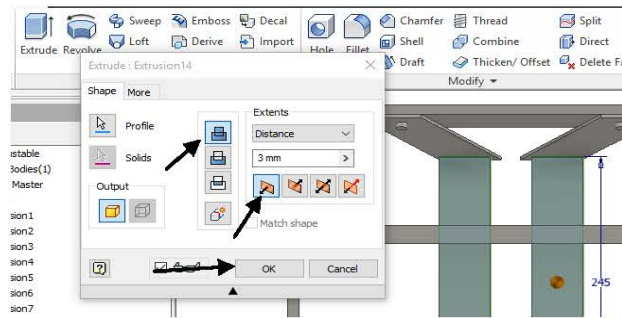 Sweep Emboss Decal Chamfer Thread Split
Extrude Revolve Loft Derive Import Hole Fillet Shell Combine Direct
Draft Thicken/ Offset Delete Fa
Modify
Extrude : Extrusion14
Shape More
Extents
Profile
Distance
Solids
3 mm
Output
Match shape
OK Cancel
nstable
Bodies(1)
Master
sion1
sion2
sion3
sion4
sion5
sion6
sion7
245